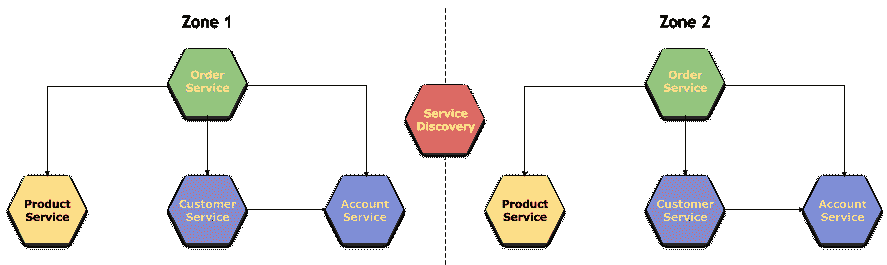 Zone 1
Zone 2
Order
Service
Order
Service
Service
Discovery
Product
Service
Customer
Service
Account
Service
Product
Service
Customer
Service
Account
Service